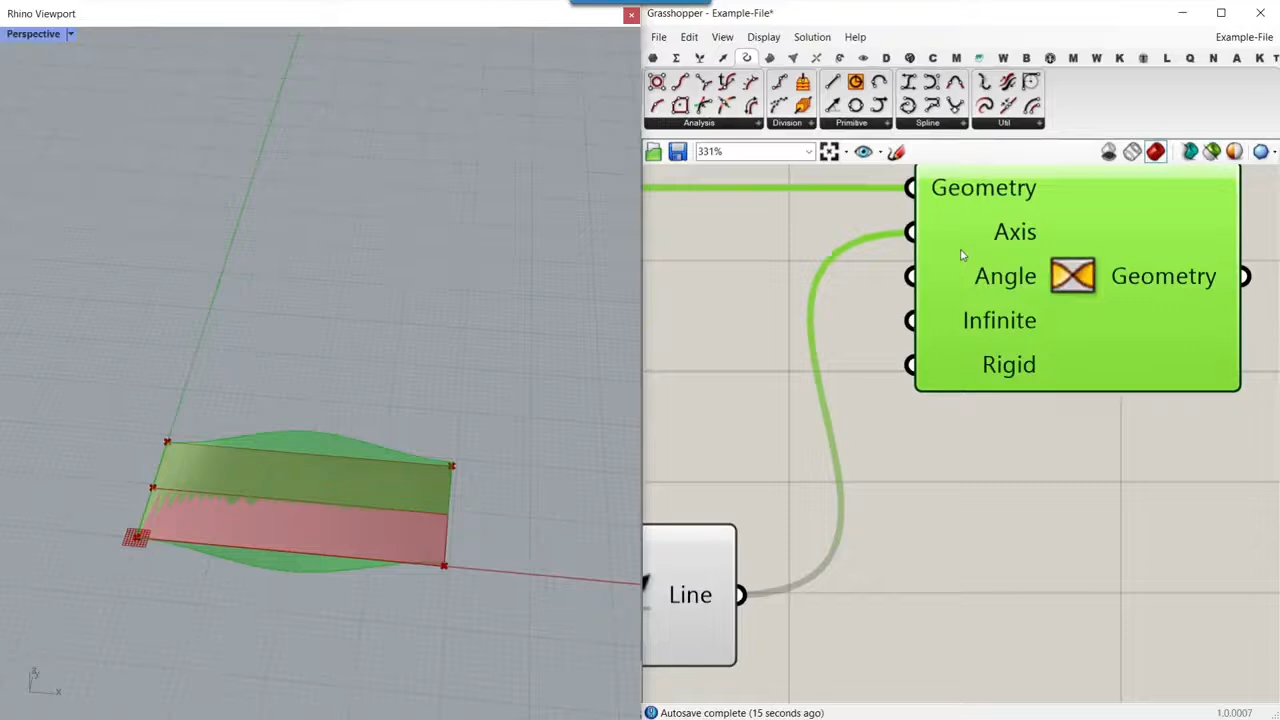 Rhino Viewport
Perspective
x
Grasshopper - Example-File*
File Edit View Display Solution Help
Example-File
D C M W B M W K L Q N A K T
Analysis
Division
Primitive
Spline
Util
331%
Geometry
Axis
Angle
Infinite
Rigid
Geometry
Line
Autosave complete (15 seconds ago)
1.0.0007